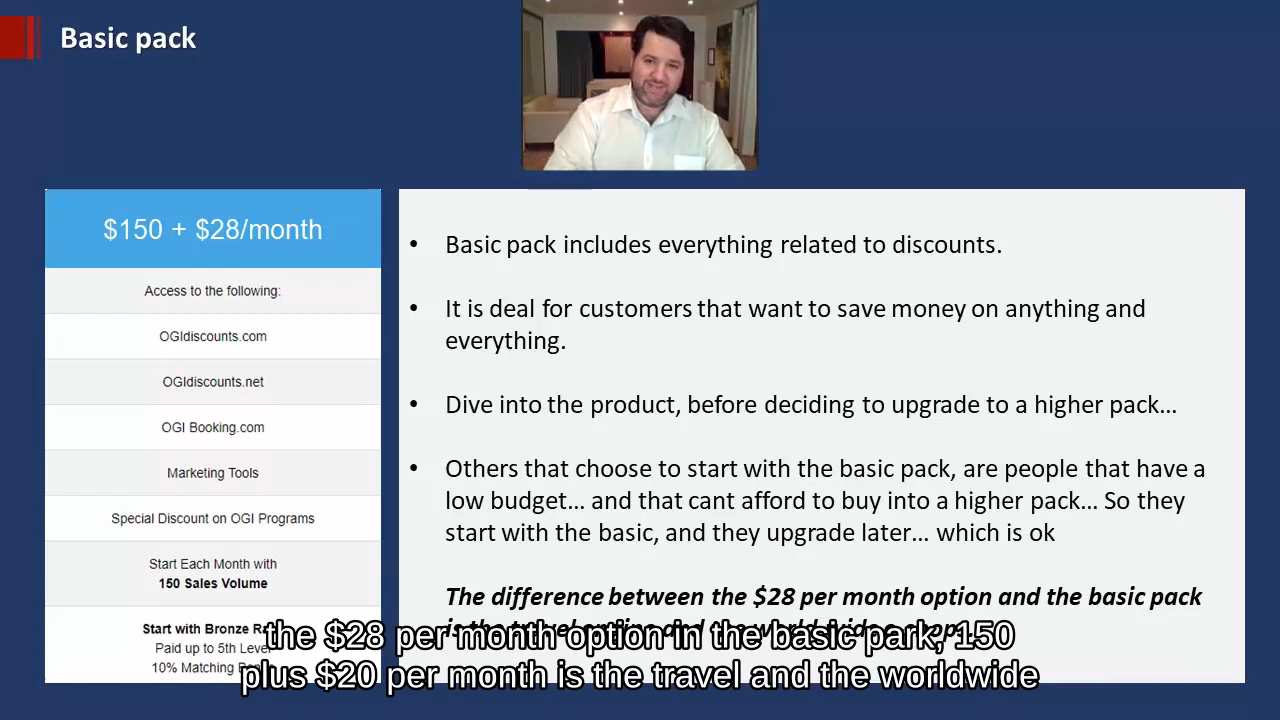 Basic pack
$150 + $28/month
Access to the following:
OGIdiscounts.com
OGIdiscounts.net
OGI Booking.com
Marketing Tools
Special Discount on OGI Programs
Start Each Month with
150 Sales Volume
Start with Bronze
Paid up to 5th Level
10% Matching
• Basic pack includes everything related to discounts.
• It is deal for customers that want to save money on anything and
everything.
• Dive into the product, before deciding to upgrade to a higher pack…
• Others that choose to start with the basic pack, are people that have a
low budget… and that cant afford to buy into a higher pack… So they
start with the basic, and they upgrade later… which is ok
The difference between the $28 per month option and the basic pack
the $28 per month option in the basic park, 150
plus $20 per month is the travel and the worldwide